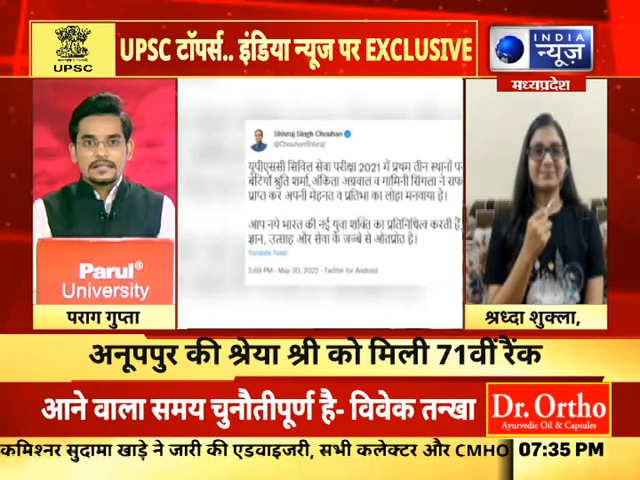 UPSC
UPSC टॉपर्स.. इंडिया न्यूज पर EXCLUSIVE
INDIA
न्यूज़
मध्यप्रदेश
Shivraj Singh Chouhan
@ChouhanShivraj
यूपीएससी सिविल सेवा परीक्षा 2021 में प्रथम तीन स्थानों प
बेटियाँ श्रुति शर्मा, अंकिता अग्रवाल व गामिनी सिंगला ने सफ
प्राप्त कर अपनी मेहनत व प्रतिभा का लोहा मनवाया है।
आप नये भारत की नई युवा शक्ति का प्रतिनिधित्व करती हैं,
ज्ञान, उत्साह और सेवा के जज्बे से ओतप्रोत है।
Translate Tweet
2:59 PM - May 30, 2022 - Twitter for Android
Parul®
University
पराग गुप्ता
श्रध्दा शुक्ला,
अनूपपुर की श्रेया श्री को मिली 71वीं रैंक
आने वाला समय चुनौतीपूर्ण है- विवेक तन्खा
Dr. Ortho
Ayurvedic Oil & Capsules
कमिश्नर सुदामा खाड़े ने जारी की एडवाइजरी, सभी कलेक्टर और CMHO
07:35 PM